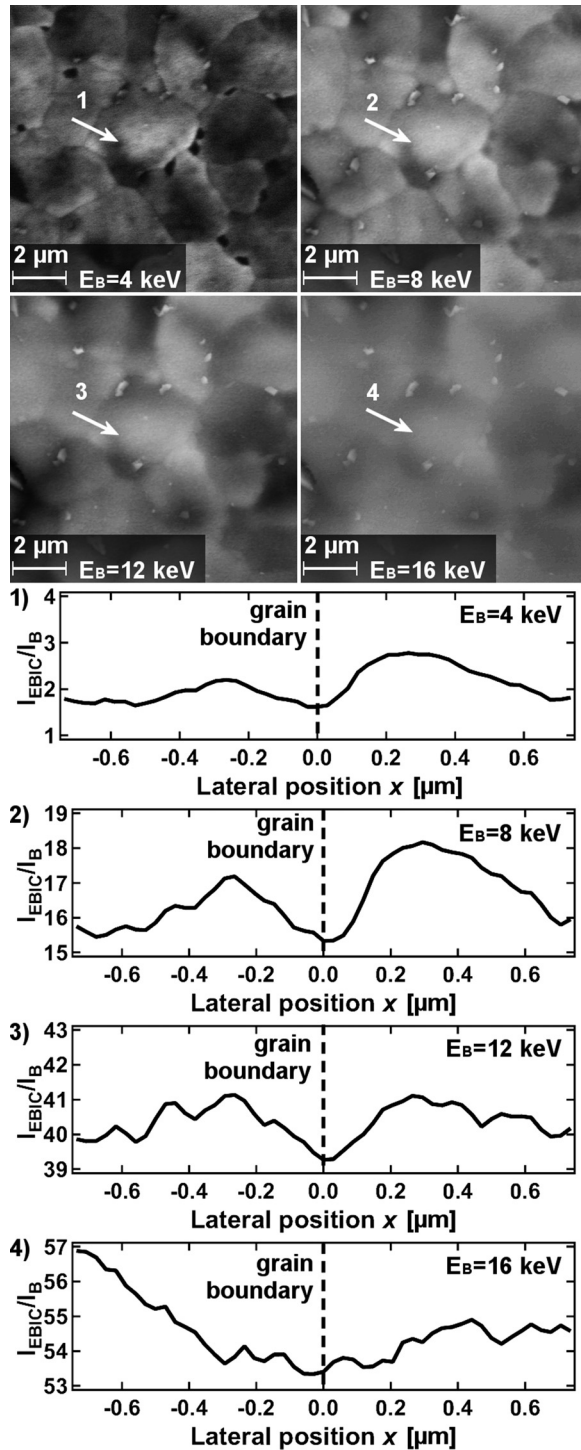 1
2 µm
EB=4 keV
2
2 µm
EB=8 keV
3
2 µm
EB=12 keV
4
2 µm
EB=16 keV
1)
4
3
2
1
IEBIC/IB
grain
boundary
EB=4 keV
-0.6 -0.4 -0.2 0.0 0.2 0.4 0.6
Lateral position x [µm]
2)
19
18
17
16
15
IEBIC/IB
grain
boundary
EB=8 keV
-0.6 -0.4 -0.2 0.0 0.2 0.4 0.6
Lateral position x [µm]
3)
43
42
41
40
39
IEBIC/IB
grain
boundary
EB=12 keV
-0.6 -0.4 -0.2 0.0 0.2 0.4 0.6
Lateral position x [µm]
4)
57
56
55
54
53
IEBIC/IB
grain
boundary
EB=16 keV
-0.6 -0.4 -0.2 0.0 0.2 0.4 0.6
Lateral position x [µm]